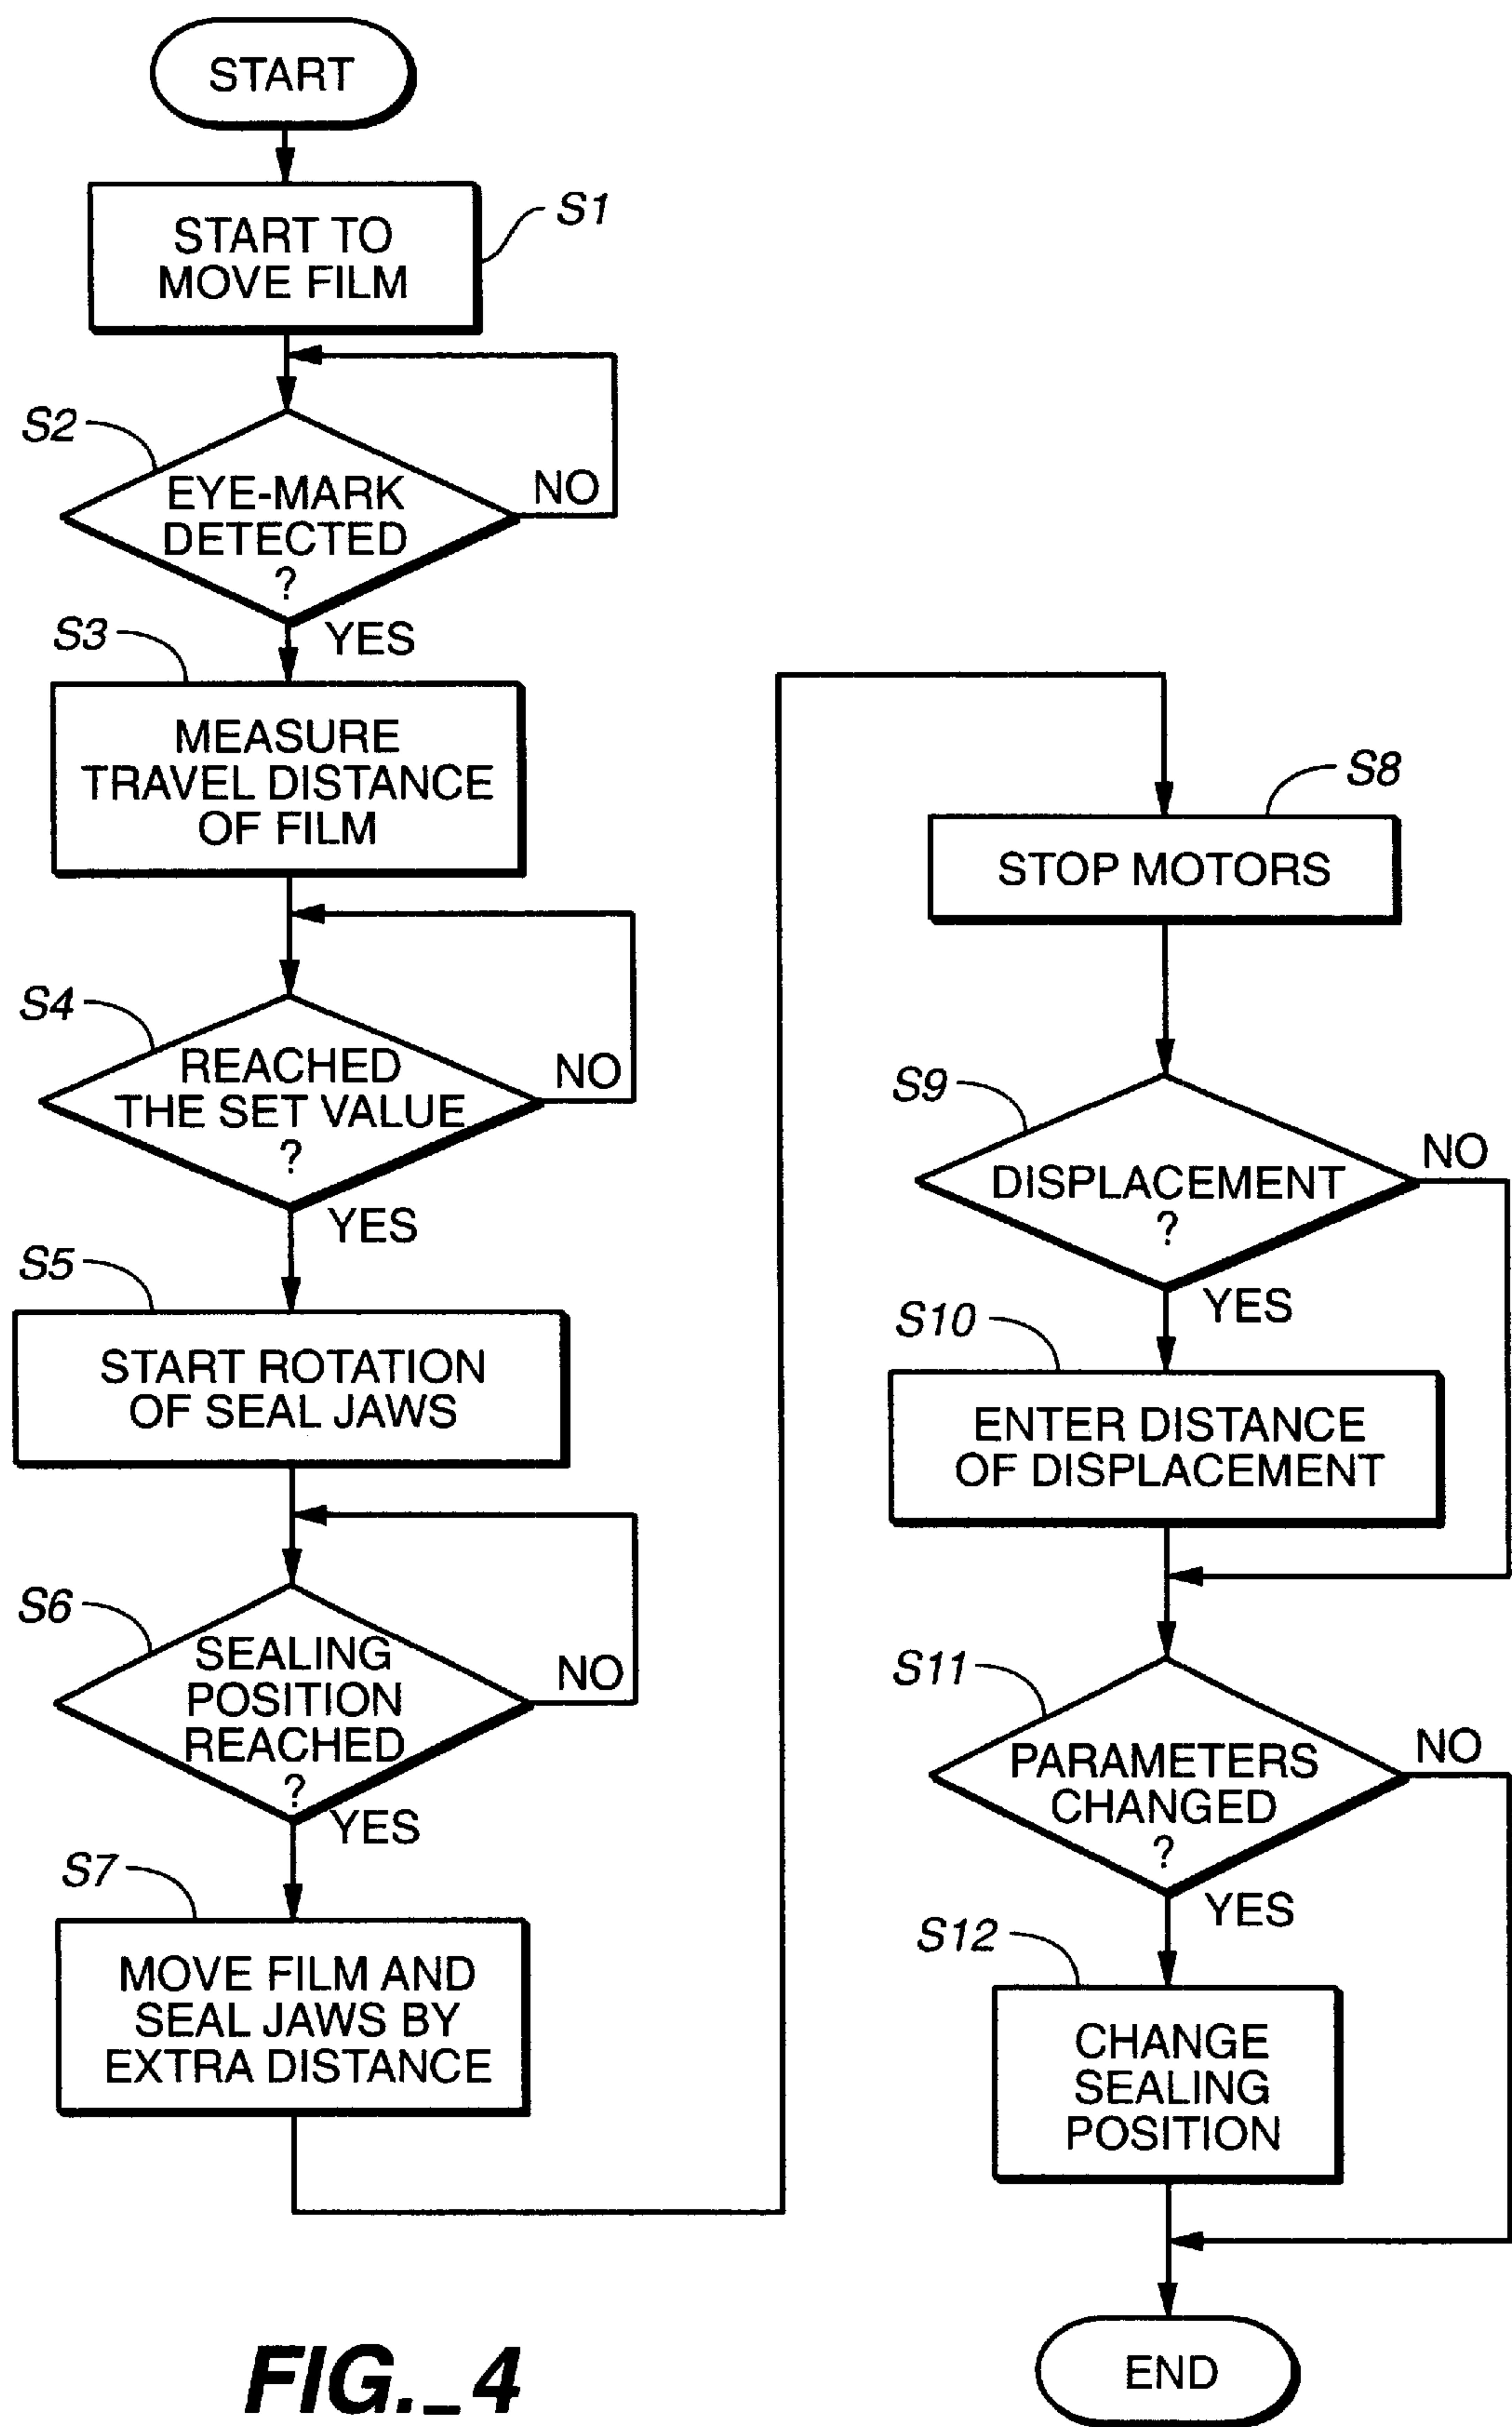 START
S1
START TO
MOVE FILM
S2
EYE-MARK
DETECTED
?
NO
YES
S3
MEASURE
TRAVEL DISTANCE
OF FILM
S4
REACHED
THE SET VALUE
?
NO
YES
S5
START ROTATION
OF SEAL JAWS
S6
SEALING
POSITION
REACHED
?
NO
YES
S7
MOVE FILM AND
SEAL JAWS BY
EXTRA DISTANCE
S8
STOP MOTORS
S9
DISPLACEMENT
?
NO
YES
S10
ENTER DISTANCE
OF DISPLACEMENT
S11
PARAMETERS
CHANGED
?
NO
YES
S12
CHANGE
SEALING
POSITION
END
FIG._4